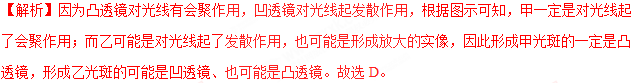 【解析】因为凸透镜对光线有会聚作用，凹透镜对光线起发散作用，根据图示可知，甲一定是对光线起
了会聚作用；而乙可能是对光线起了发散作用，也可能是形成放大的实像，因此形成甲光斑的一定是凸
透镜，形成乙光斑的可能是凹透镜、也可能是凸透镜。故选 D。